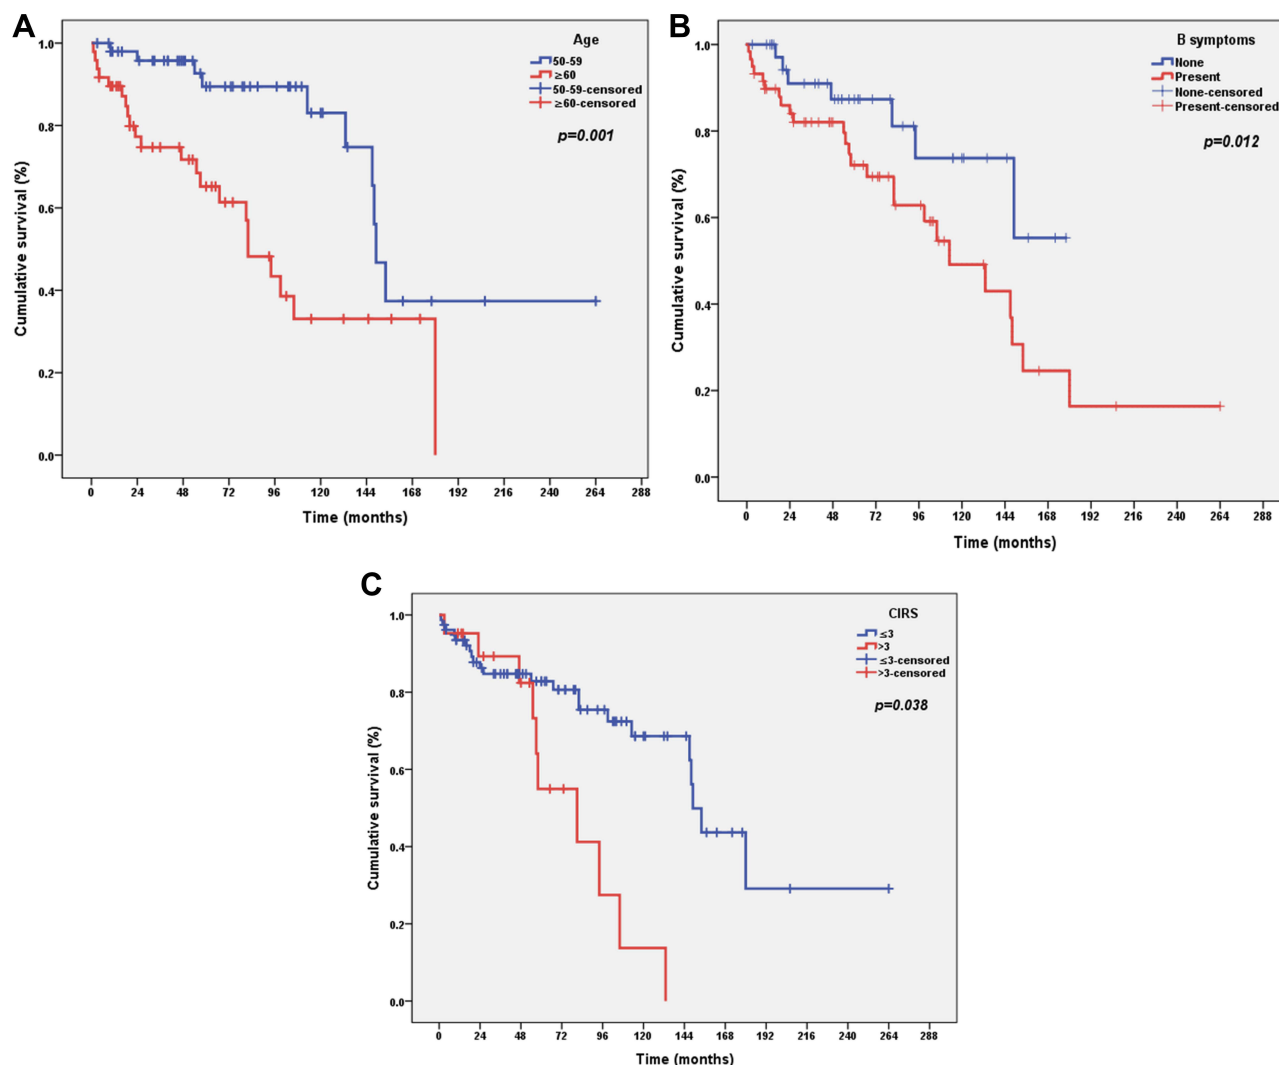 A
Age
50-59
≥60
50-59-censored
≥60-censored
p=0.001
Cumulative survival (%)
1.0
0.8
0.6
0.4
0.2
0.0
0 24 48 72 96 120 144 168 192 216 240 264 288
Time (months)
B
B symptoms
None
Present
None-censored
Present-censored
p=0.012
Cumulative survival (%)
1.0
0.8
0.6
0.4
0.2
0.0
0 24 48 72 96 120 144 168 192 216 240 264 288
Time (months)
C
CIRS
≤3
>3
≤3-censored
>3-censored
p=0.038
Cumulative survival (%)
1.0
0.8
0.6
0.4
0.2
0.0
0 24 48 72 96 120 144 168 192 216 240 264 288
Time (months)